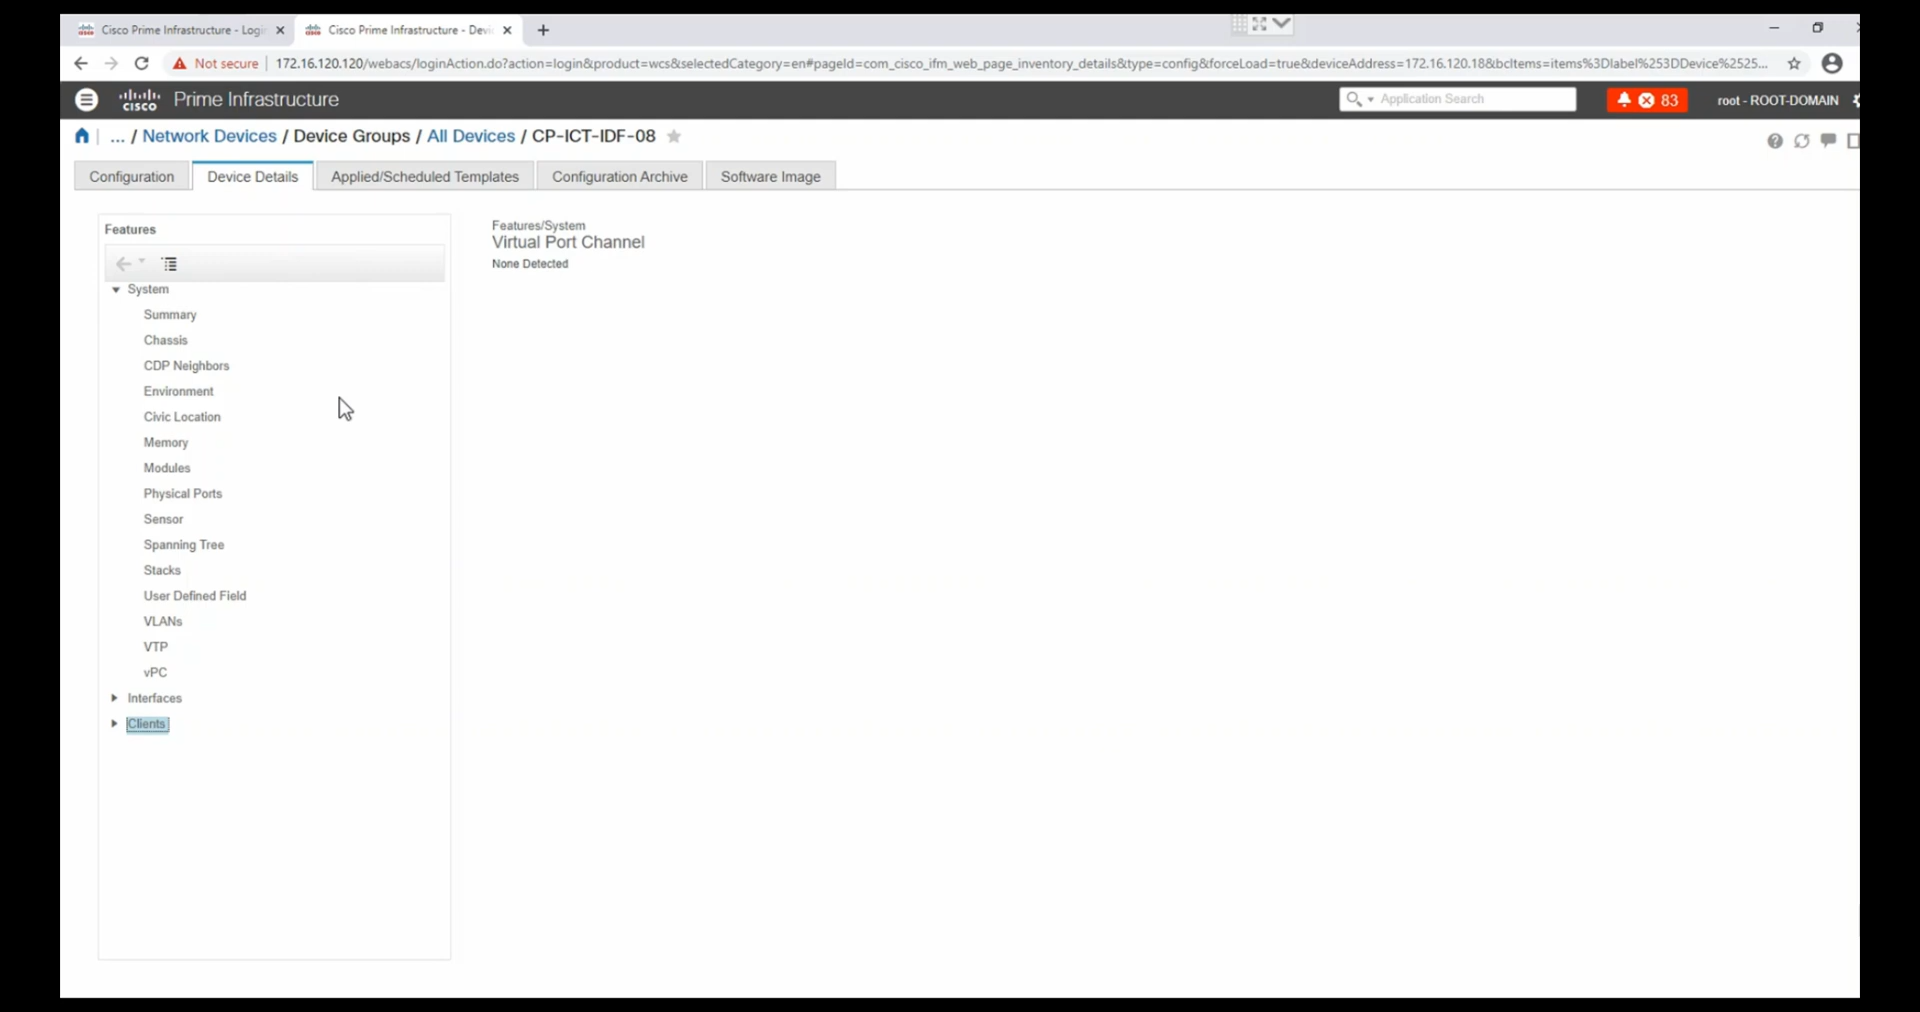 Cisco Prime Infrastructure - Logi
Cisco Prime Infrastructure - Devi
Not secure
172.16.120.120/webacs/loginAction.do?action=login&product=wcs&selectedCategory=en#pageId=com_cisco_ifm_web_page_inventory_details&type=config&forceLoad=true&deviceAddress=172.16.120.18&bcItems=items%3Dlabel%253DDevice%2525...
cisco Prime Infrastructure
Application Search
83
root - ROOT-DOMAIN
... / Network Devices / Device Groups / All Devices / CP-ICT-IDF-08
Configuration
Device Details
Applied/Scheduled Templates
Configuration Archive
Software Image
Features
System
Summary
Chassis
CDP Neighbors
Environment
Civic Location
Memory
Modules
Physical Ports
Sensor
Spanning Tree
Stacks
User Defined Field
VLANs
VTP
vPC
Interfaces
Clients
Features/System
Virtual Port Channel
None Detected